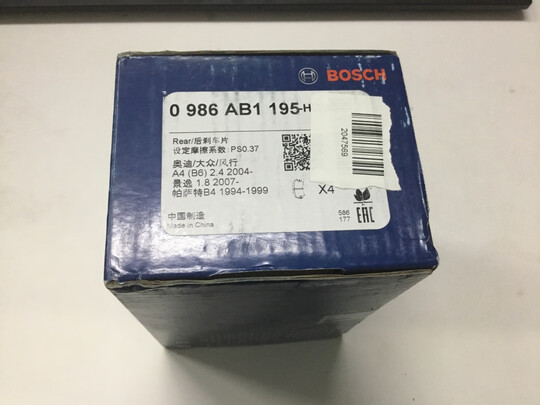 BOSCH
0 986 AB1 195-H
Rear/后刹车片
设定摩擦系数: PS0.37
奥迪/大众/风行
A4 (B6) 2.4 2004-
景逸 1.8 2007-
帕萨特B4 1994-1999
X4
中国制造
Made in China
586
177
EAC
2047569